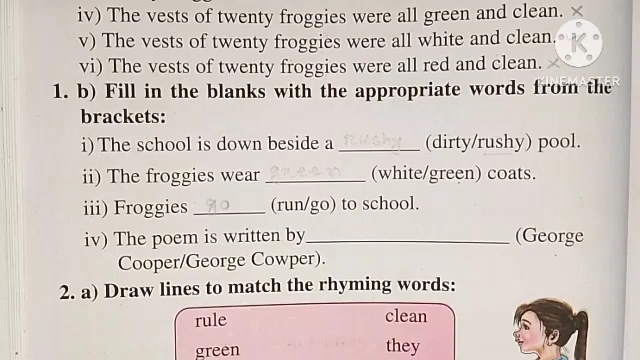 iv) The vests of twenty froggies were all green and clean. ×
v) The vests of twenty froggies were all white and clean.
vi) The vests of twenty froggies were all red and clean. ×
K
KINEMASTER
1. b) Fill in the blanks with the appropriate words from the
brackets:
i) The school is down beside a rushy (dirty/rushy) pool.
ii) The froggies wear green (white/green) coats.
iii) Froggies go (run/go) to school.
iv) The poem is written by____________________ (George
Cooper/George Cowper).
2. a) Draw lines to match the rhyming words:
rule clean
green they